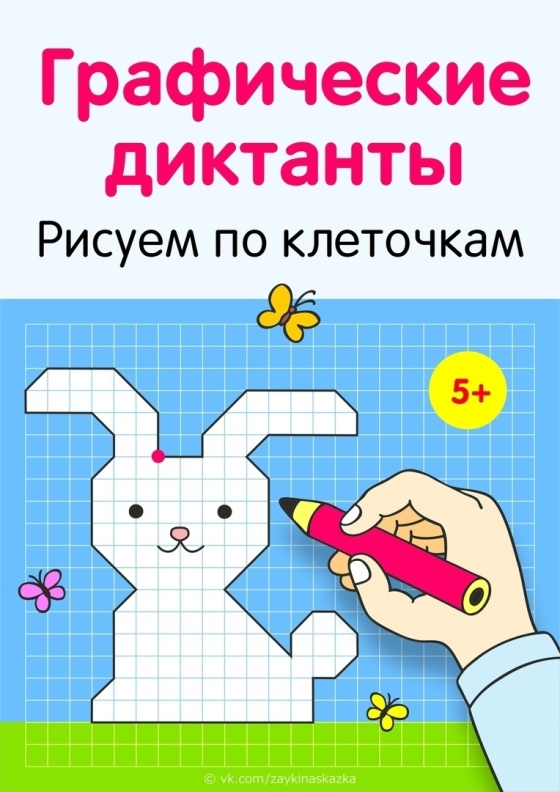 Графические
диктанты
Рисуем по клеточкам
5+
© vk.com/zaykinaskazka